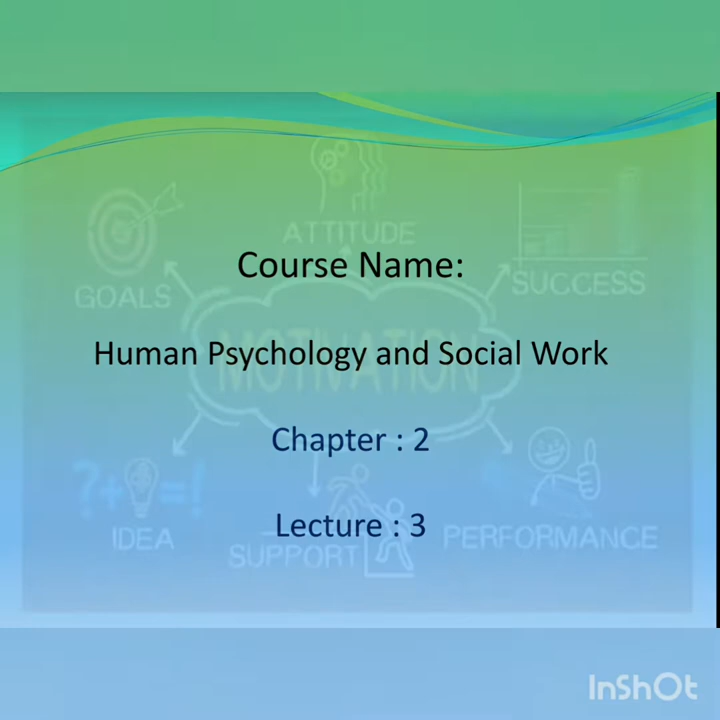 ATTITUDE
Course Name:
GOALS
SUCCESS
Human Psychology and Social Work
MOTIVATION
Chapter : 2
?+ =!
Lecture : 3
IDEA
SUPPORT
PERFORMANCE
InShOt